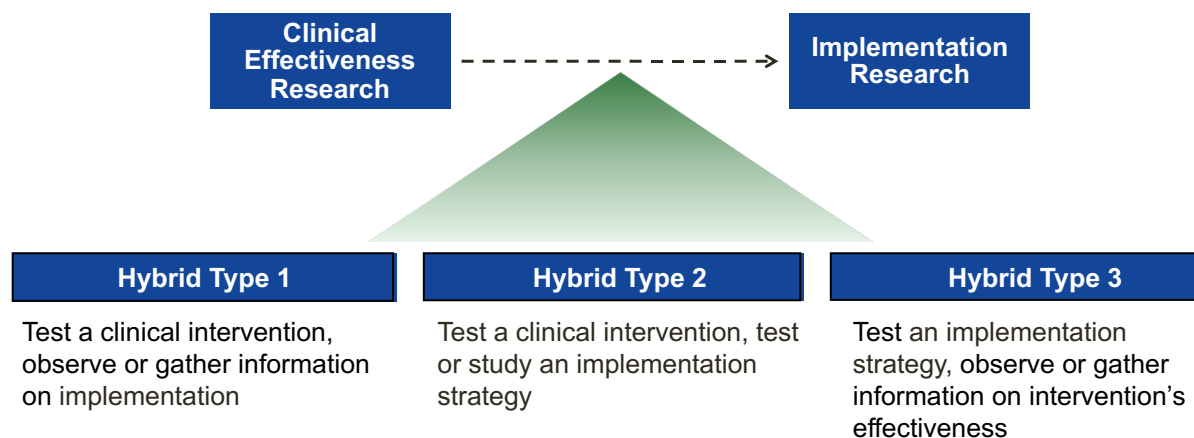 Clinical
Effectiveness
Research
Implementation
Research
Hybrid Type 1
Test a clinical intervention,
observe or gather information
on implementation
Hybrid Type 2
Test a clinical intervention, test
or study an implementation
strategy
Hybrid Type 3
Test an implementation
strategy, observe or gather
information on intervention's
effectiveness